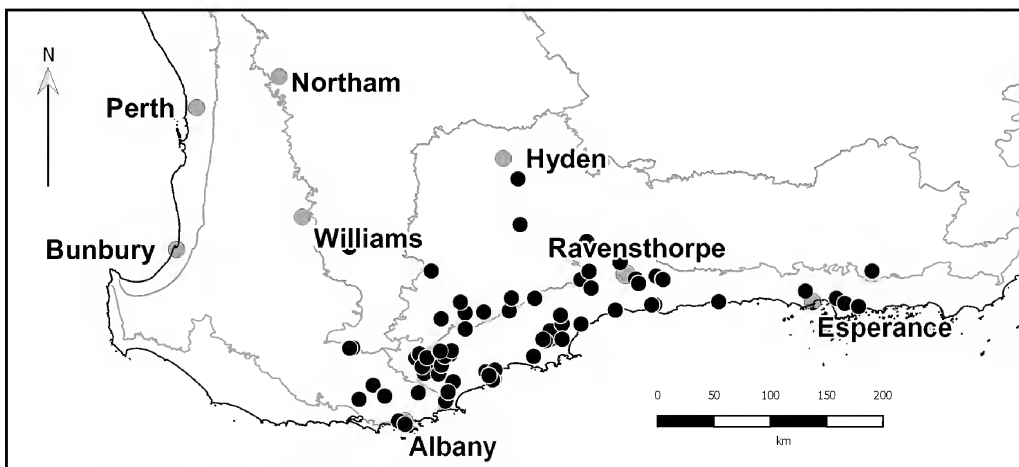 N
Northam
Perth
Hyden
Williams
Bunbury
Ravensthorpe
Esperance
0 50 100 150 200
km
Albany